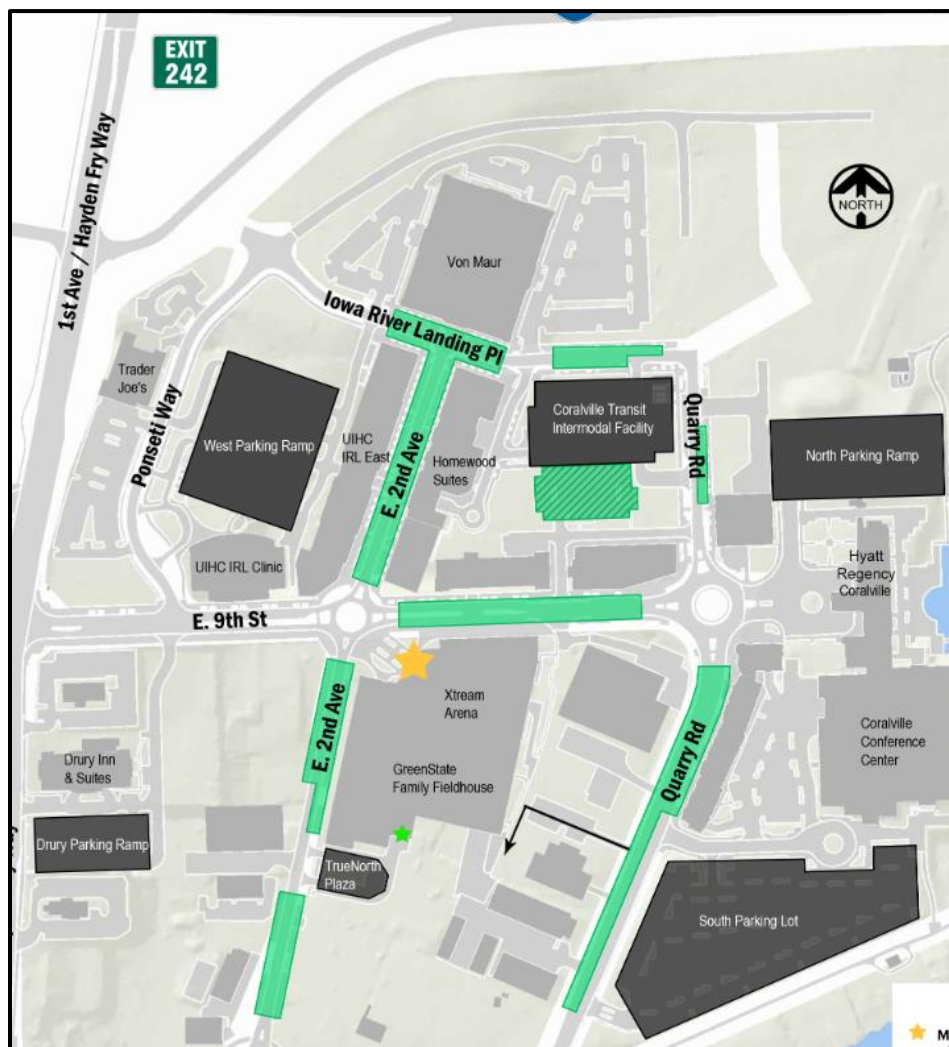 EXIT
242
1st Ave / Hayden Fry Way
NORTH
Von Maur
Iowa River Landing Pl
Trader
Joe's
Ponseti Way
West Parking Ramp
UIHC
IRL East
E. 2nd Ave
Homewood
Suites
Coralville Transit
Intermodal Facility
Quarry Rd
North Parking Ramp
UIHC IRL Clinic
Hyatt
Regency
Coralville
E. 9th St
E. 2nd Ave
Xtream
Arena
Quarry Rd
Coralville
Conference
Center
Drury Inn
& Suites
GreenState
Family Fieldhouse
Drury Parking Ramp
TrueNorth
Plaza
South Parking Lot
M